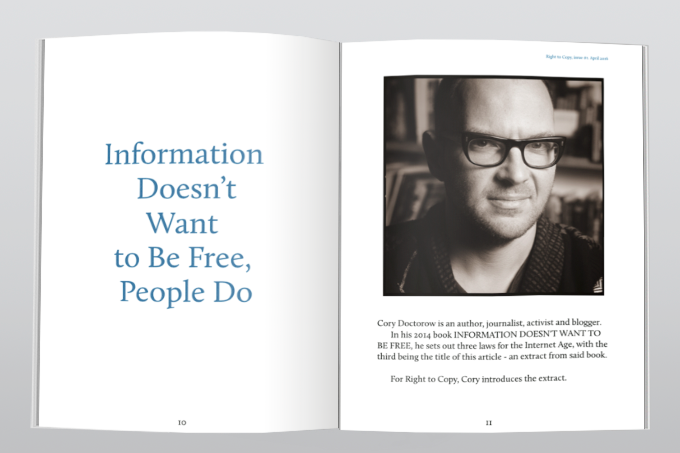 Information
Doesn't
Want
to Be Free,
People Do
10
Right to Copy issue 01 April 2016
Cory Doctorow is an author, journalist, activist and blogger.
In his 2014 book INFORMATION DOESN'T WANT TO
BE FREE, he sets out three laws for the Internet Age, with the
third being the title of this article - an extract from said book.
For Right to Copy, Cory introduces the extract.
11